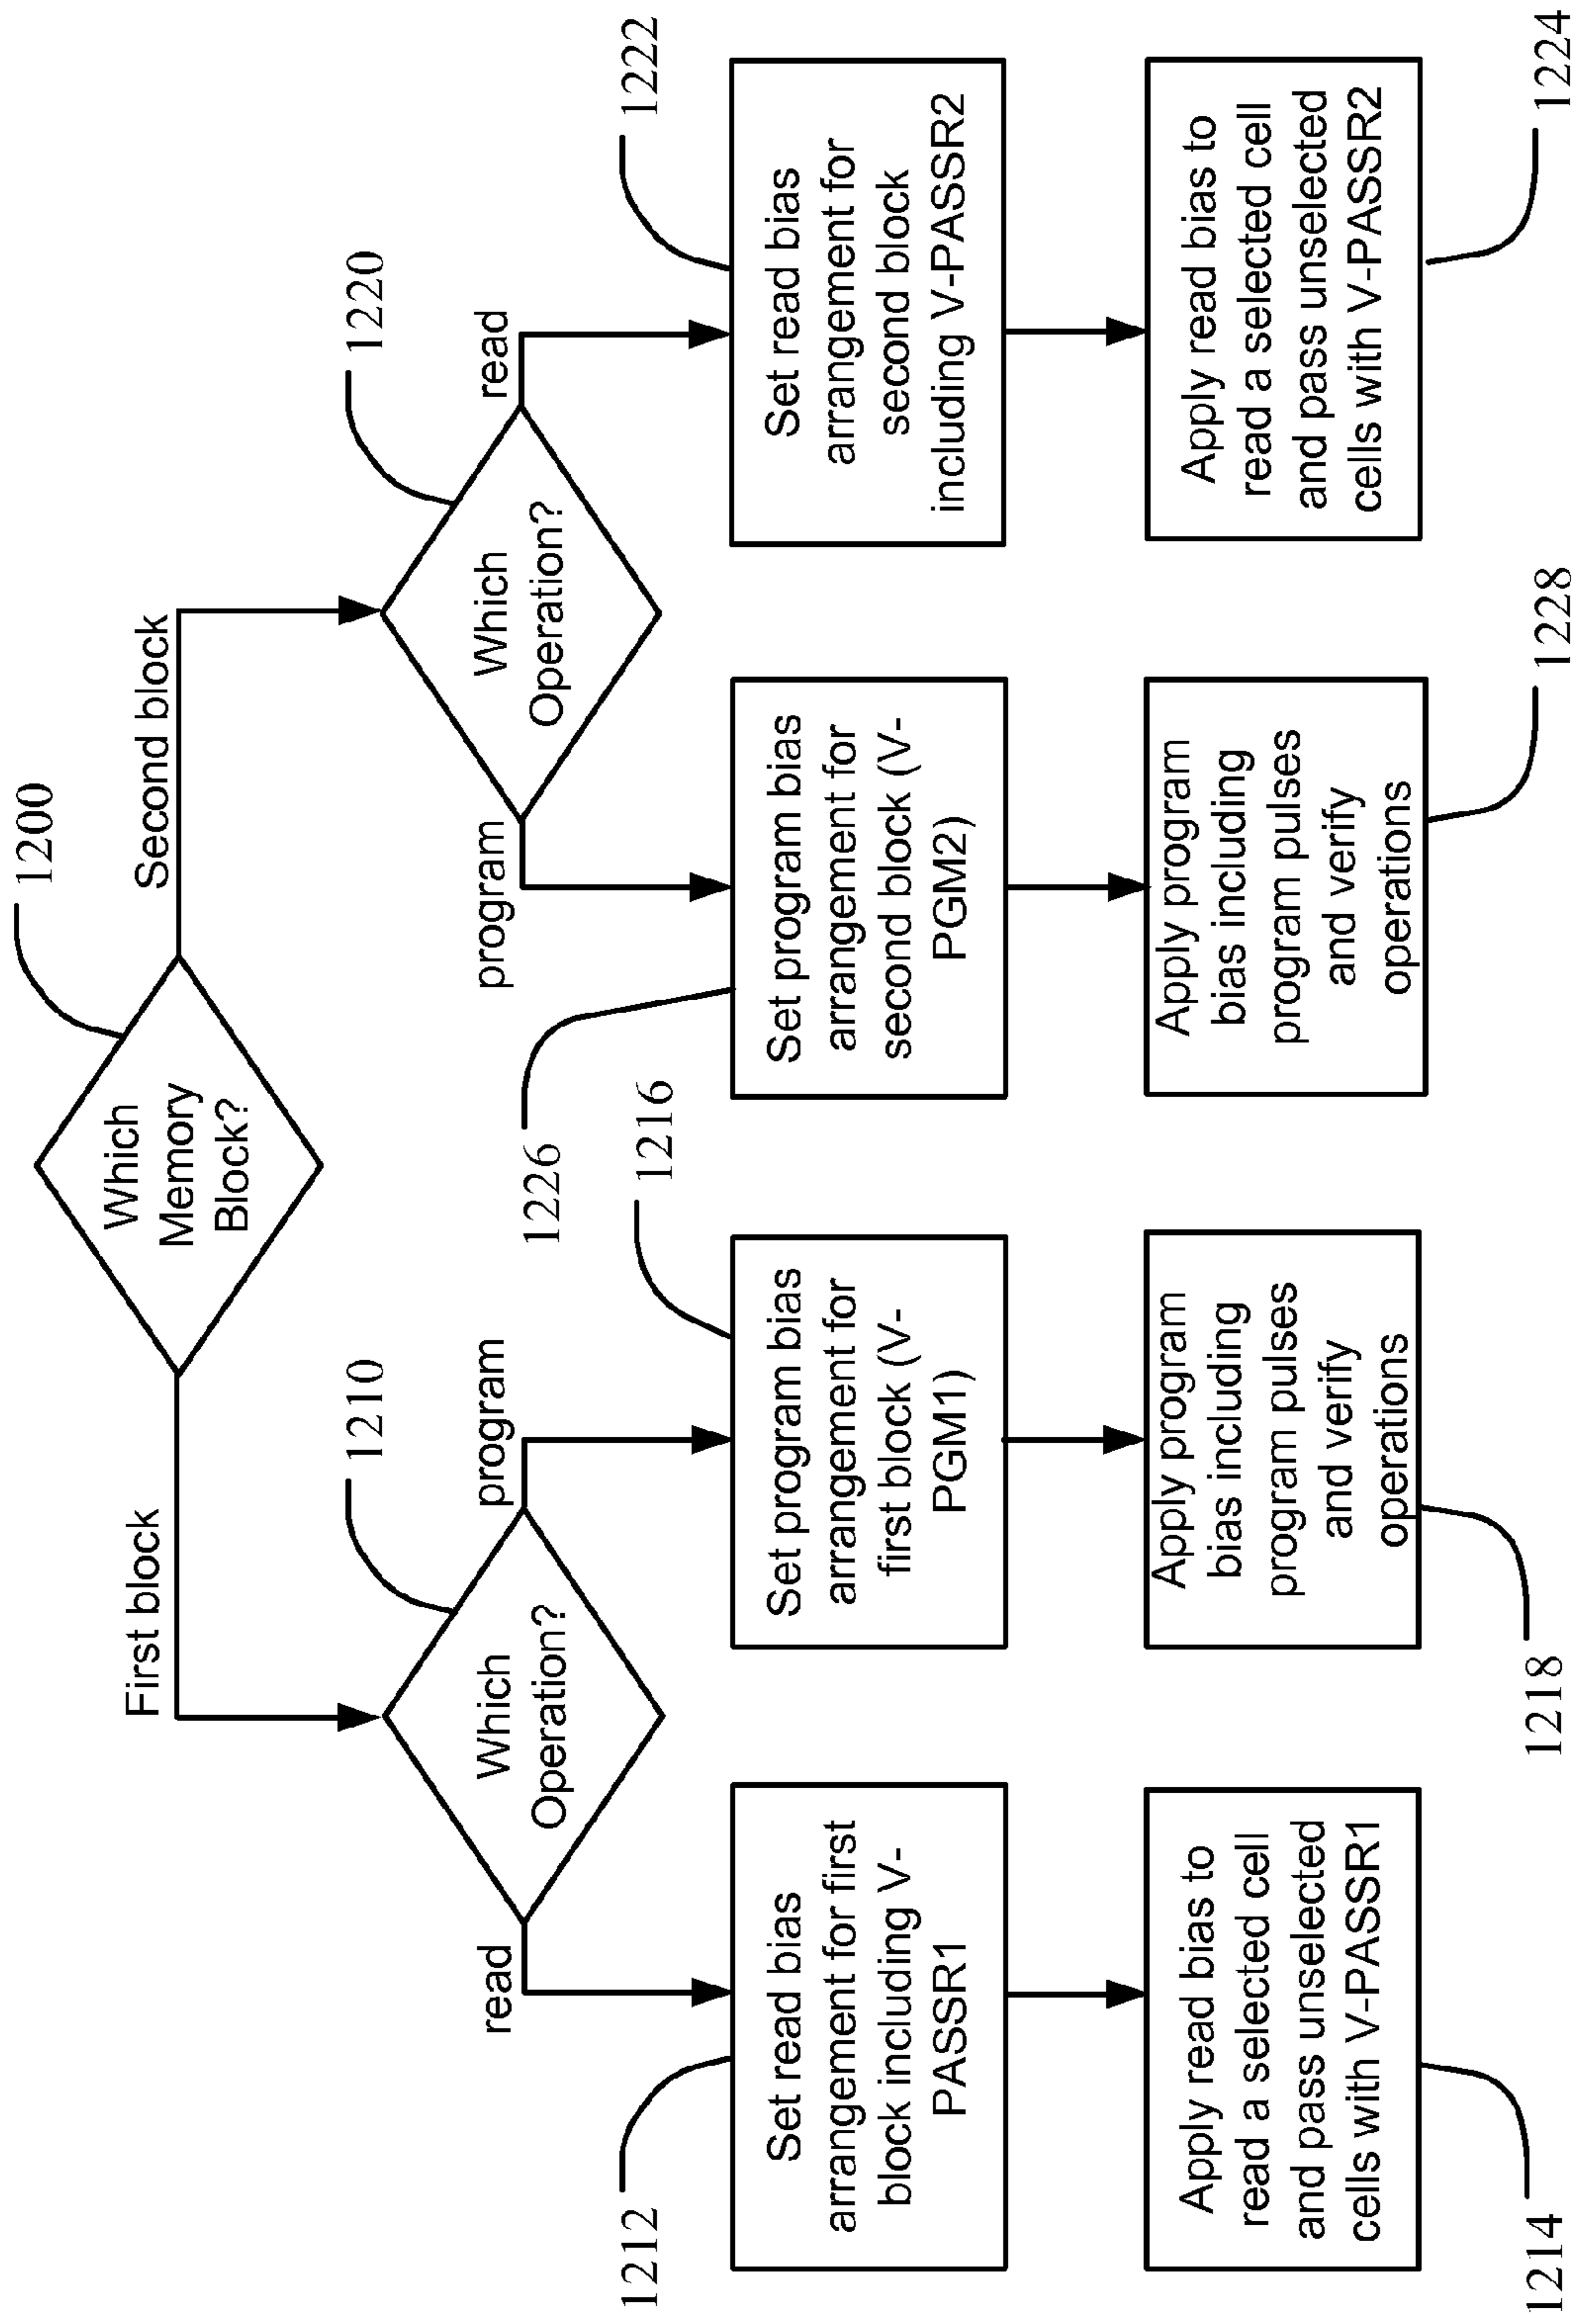 1200
Which
Memory
Block?
First block
Second block
1210
1220
Which
Operation?
Which
Operation?
read
program
program
read
1212
1216
1226
1222
Set read bias
arrangement for first
block including V-
PASSR1
Set program bias
arrangement for
first block (V-
PGM1)
Set program bias
arrangement for
second block (V-
PGM2)
Set read bias
arrangement for
second block
including V-PASSR2
Apply read bias to
read a selected cell
and pass unselected
cells with V-PASSR1
Apply program
bias including
program pulses
and verify
operations
Apply program
bias including
program pulses
and verify
operations
Apply read bias to
read a selected cell
and pass unselected
cells with V-PASSR2
1214
1218
1228
1224